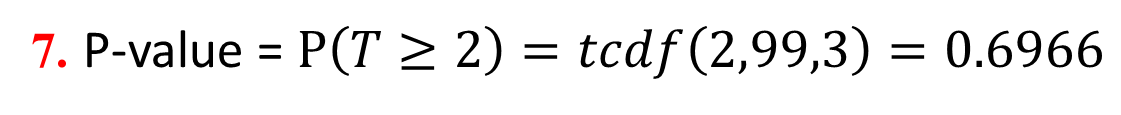 7. P-value = P(T ≥ 2) = tcdf(2,99,3) = 0.6966